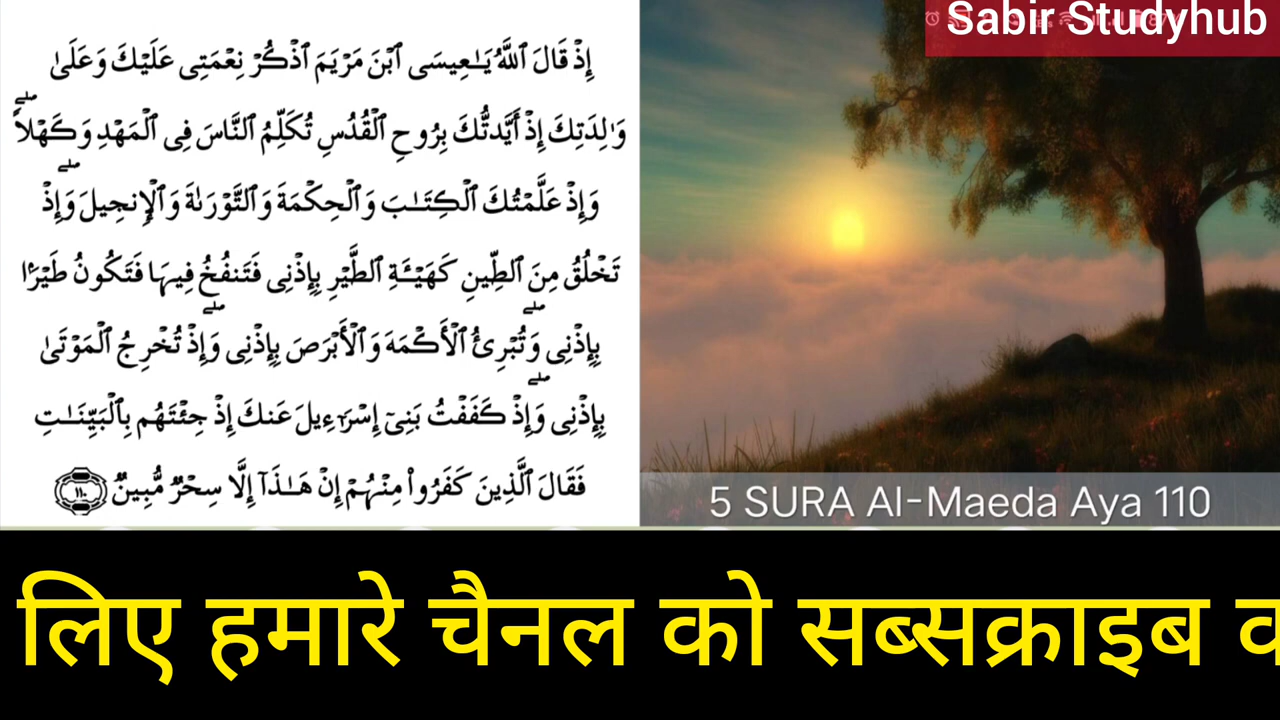 إِذْ قَالَ ٱللَّهُ يَـٰعِيسَى ٱبْنَ مَرْيَمَ ٱذْكُرْ نِعْمَتِى عَلَيْكَ وَعَلَىٰ
وَٰلِدَتِكَ إِذْ أَيَّدتُّكَ بِرُوحِ ٱلْقُدُسِ تُكَلِّمُ ٱلنَّاسَ فِى ٱلْمَهْدِ وَكَهْلًا ۖ
وَإِذْ عَلَّمْتُكَ ٱلْكِتَـٰبَ وَٱلْحِكْمَةَ وَٱلتَّوْرَىٰةَ وَٱلْإِنجِيلَ ۖ وَإِذْ
تَخْلُقُ مِنَ ٱلطِّينِ كَهَيْـَٔةِ ٱلطَّيْرِ بِإِذْنِى فَتَنفُخُ فِيهَا فَتَكُونُ طَيْرًۢا
بِإِذْنِى ۖ وَتُبْرِئُ ٱلْأَكْمَهَ وَٱلْأَبْرَصَ بِإِذْنِى ۖ وَإِذْ تُخْرِجُ ٱلْمَوْتَىٰ
بِإِذْنِى ۖ وَإِذْ كَفَفْتُ بَنِىٓ إِسْرَٰٓءِيلَ عَنكَ إِذْ جِئْتَهُم بِٱلْبَيِّنَـٰتِ
فَقَالَ ٱلَّذِينَ كَفَرُوا۟ مِنْهُمْ إِنْ هَـٰذَآ إِلَّا سِحْرٌ مُّبِينٌ ١١٠
Sabir Studyhub
5 SURA Al-Maeda Aya 110
लिए हमारे चैनल को सब्सक्राइब